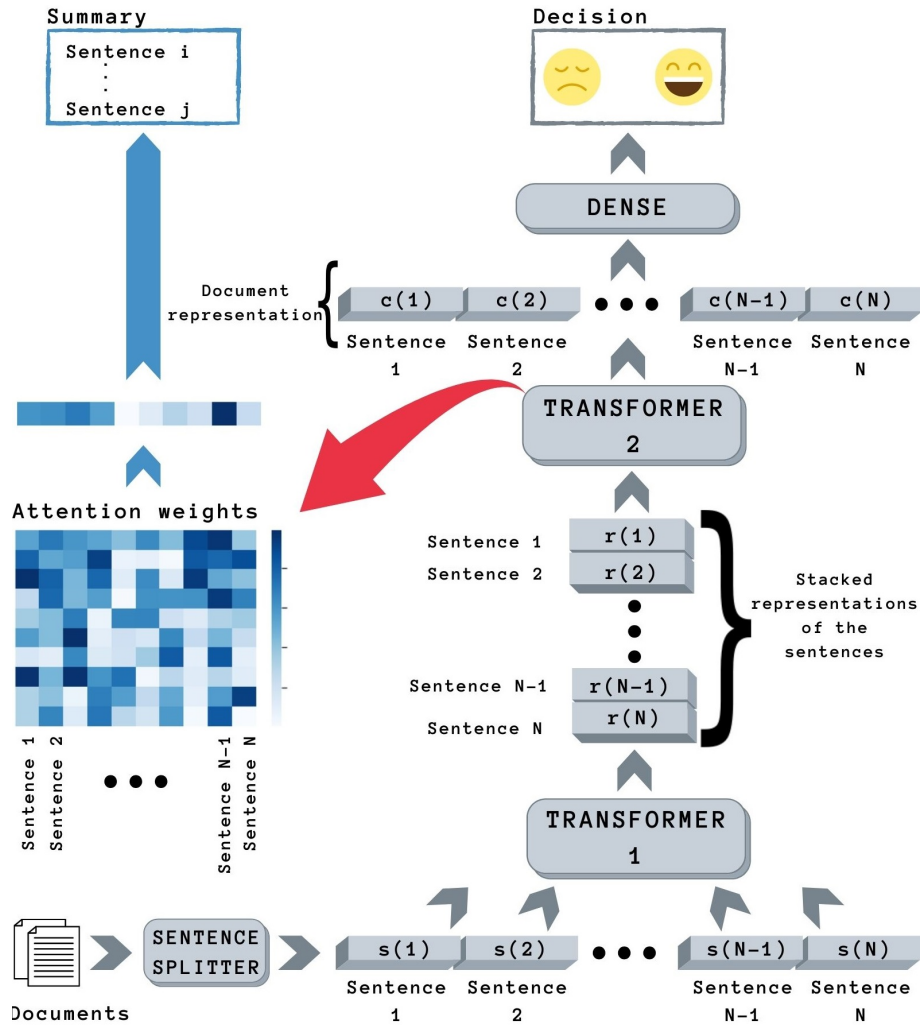 Summary
Sentence i
Sentence j
Decision
DENSE
Document
representation
c(1) c(2) c(N-1) c(N)
Sentence Sentence Sentence Sentence
1 2 N-1 N
TRANSFORMER
2
Attention weights
Sentence 1 r(1)
Sentence 2 r(2)
Stacked
representations
of the
sentences
Sentence N-1 r(N-1)
Sentence N r(N)
Sentence 1
Sentence 2
Sentence N-1
Sentence N
TRANSFORMER
1
SENTENCE
SPLITTER
Documents
s(1) s(2) s(N-1) s(N)
Sentence Sentence Sentence Sentence
1 2 N-1 N